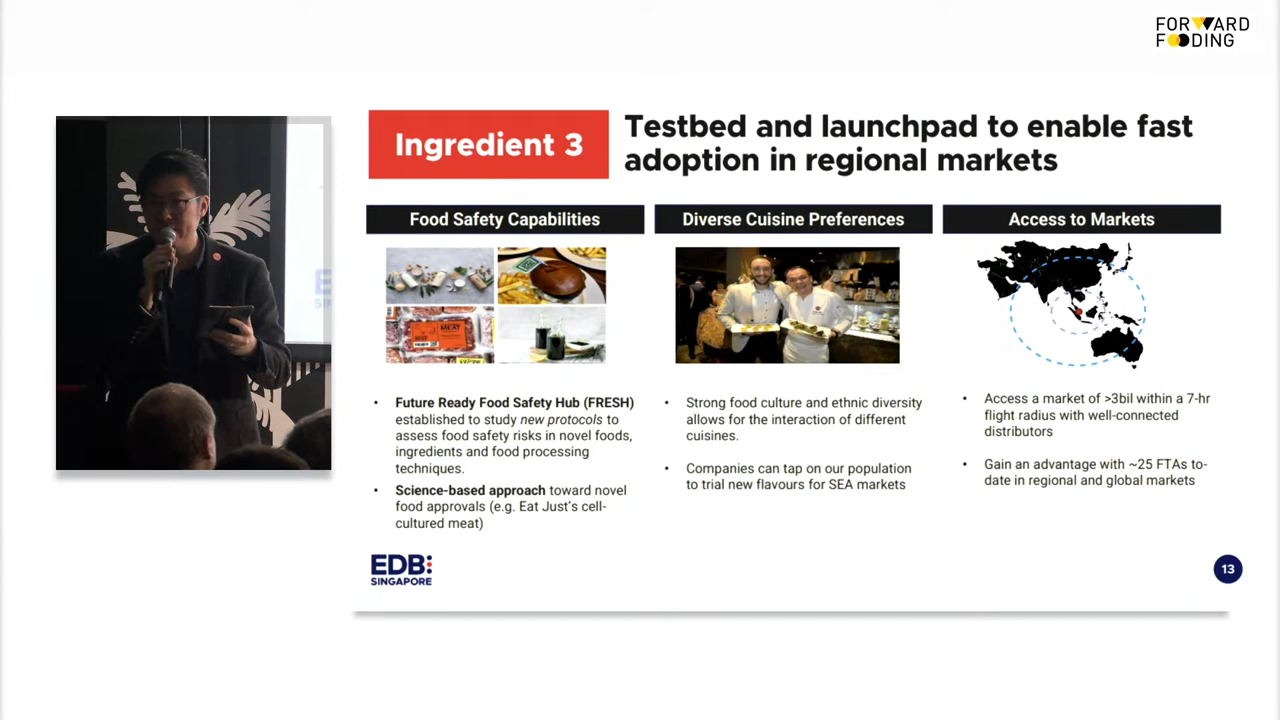 FORWARD
FOODING
Ingredient 3
Testbed and launchpad to enable fast
adoption in regional markets
Food Safety Capabilities
MEAT
• Future Ready Food Safety Hub (FRESH)
established to study new protocols to
assess food safety risks in novel foods,
ingredients and food processing
techniques.
• Science-based approach toward novel
food approvals (e.g. Eat Just's cell-
cultured meat)
Diverse Cuisine Preferences
• Strong food culture and ethnic diversity
allows for the interaction of different
cuisines.
• Companies can tap on our population
to trial new flavours for SEA markets
Access to Markets
• Access a market of >3bil within a 7-hr
flight radius with well-connected
distributors
• Gain an advantage with ~25 FTAs to-
date in regional and global markets
EDB
SINGAPORE
13